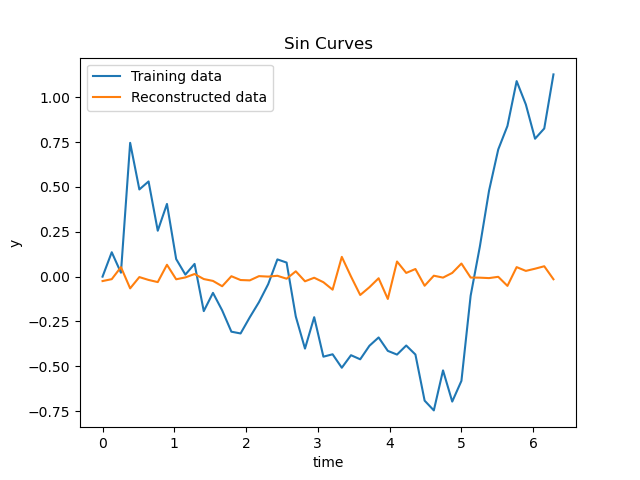 Sin Curves
Training data
Reconstructed data
1.00
0.75
0.50
0.25
0.00
−0.25
−0.50
−0.75
y
0 1 2 3 4 5 6
time